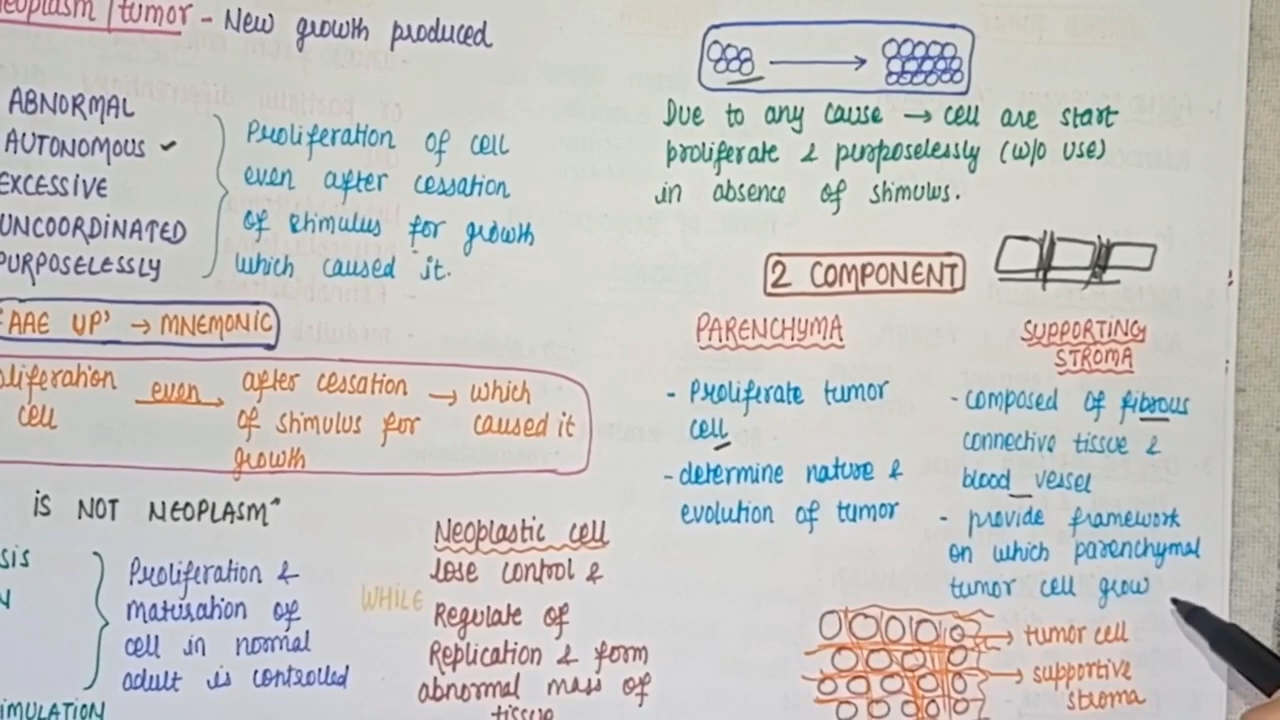 neoplasm / tumor - New growth produced
ABNORMAL
AUTONOMOUS
EXCESSIVE
UNCOORDINATED
PURPOSELESSLY
Proliferation of cell
even after cessation
of stimulus for growth
which caused it.
'AAE UP' → MNEMONIC
oliferation even after cessation → which
cell of stimulus for caused it
growth
is NOT NEOPLASM"
sis
N
Proliferation &
maturation of
cell in normal
adult is controlled
IMULATION
WHILE
Neoplastic cell
lose control &
Regulate of
Replication & form
abnormal mass of
tissue
Due to any cause → cell are start
proliferate & purposelessly (w/o use)
in absence of stimulus.
2 COMPONENT
PARENCHYMA
- Proliferate tumor
cell
- determine nature &
evolution of tumor
SUPPORTING
STROMA
- composed of fibrous
connective tissue &
blood vessel
- provide framework
on which parenchymal
tumor cell grow
→ tumor cell
→ supportive
stroma